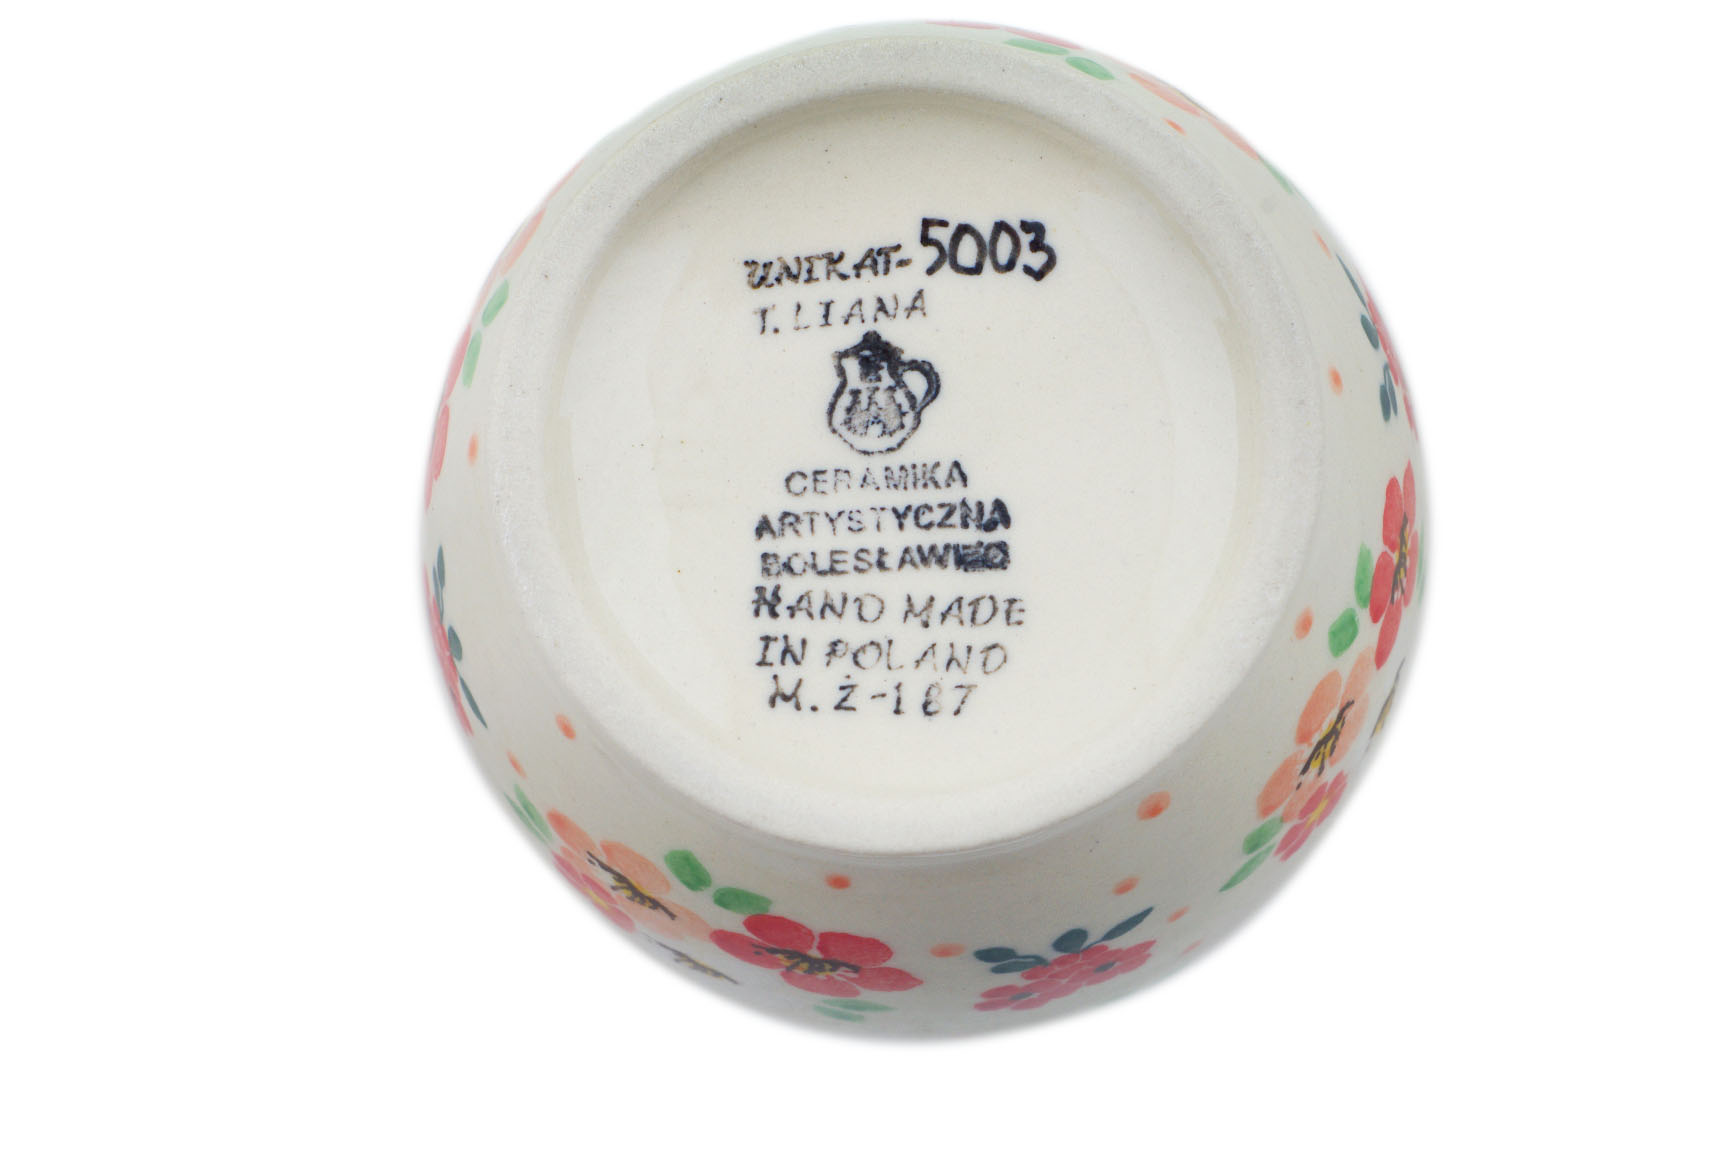 UNIKAT-5003
T. LIANA
CERAMIKA
ARTYSTYCZNA
BOLESŁAWIEC
HAND MADE
IN POLAND
M. Ż-187